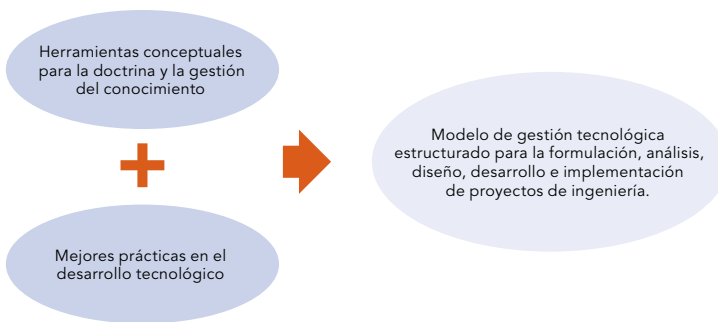 Herramientas conceptuales
para la doctrina y la gestión
del conocimiento
Mejores prácticas en el
desarrollo tecnológico
Modelo de gestión tecnológica
estructurado para la formulación, análisis,
diseño, desarrollo e implementación
de proyectos de ingeniería.